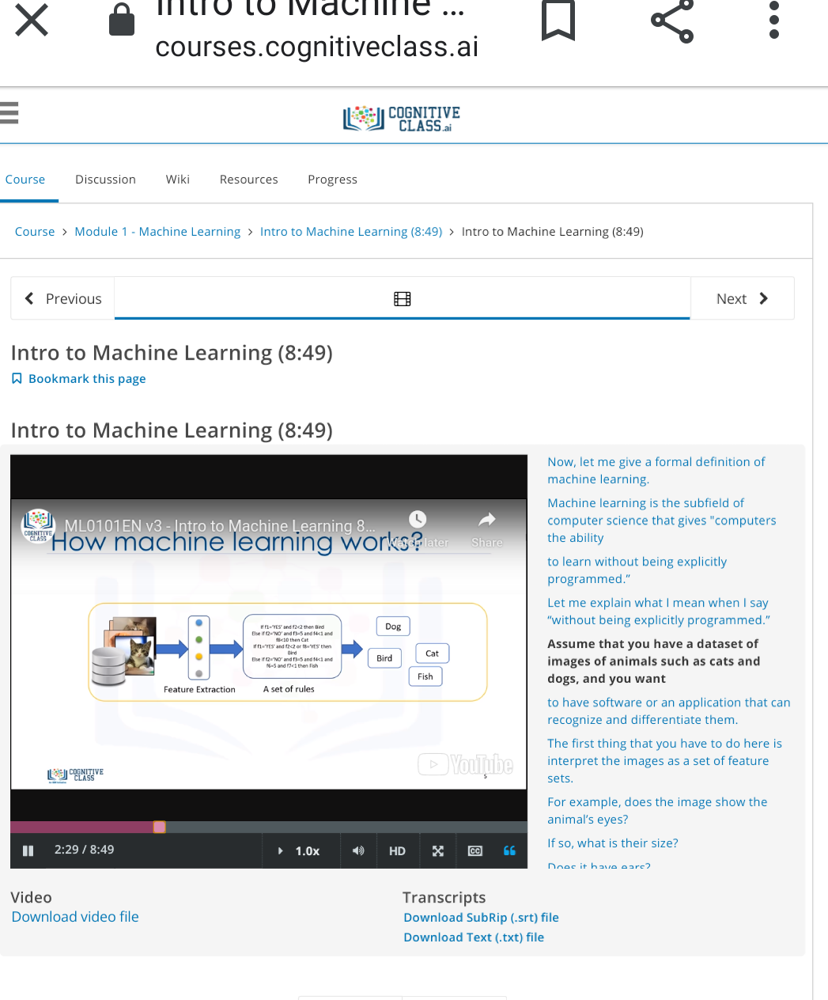 Intro to Machine ...
courses.cognitiveclass.ai
COGNITIVE
CLASS.ai
Course Discussion Wiki Resources Progress
Course > Module 1 - Machine Learning > Intro to Machine Learning (8:49) > Intro to Machine Learning (8:49)
Previous
Next
Intro to Machine Learning (8:49)
Bookmark this page
Intro to Machine Learning (8:49)
COGNITIVE
CLASS
ML0101EN v3 - Intro to Machine Learning 8...
Watch later
Share
How machine learning works?
If f1='YES' and f2<2 then Bird
Else if f2='NO' and f3=5 and f4<1 and
f8<10 then Cat
If f1='YES' and f2<2 or f8='YES' then
Bird
Else if f2='NO' and f3=5 and f4<1 and
f6=5 and f7<1 then Fish
Dog
Bird
Cat
Fish
Feature Extraction
A set of rules
COGNITIVE
CLASS
YouTube
5
2:29 / 8:49
1.0x
HD
CC
Now, let me give a formal definition of
machine learning.
Machine learning is the subfield of
computer science that gives "computers
the ability
to learn without being explicitly
programmed.”
Let me explain what I mean when I say
“without being explicitly programmed.”
Assume that you have a dataset of
images of animals such as cats and
dogs, and you want
to have software or an application that can
recognize and differentiate them.
The first thing that you have to do here is
interpret the images as a set of feature
sets.
For example, does the image show the
animal’s eyes?
If so, what is their size?
Does it have ears?
Video
Download video file
Transcripts
Download SubRip (.srt) file
Download Text (.txt) file